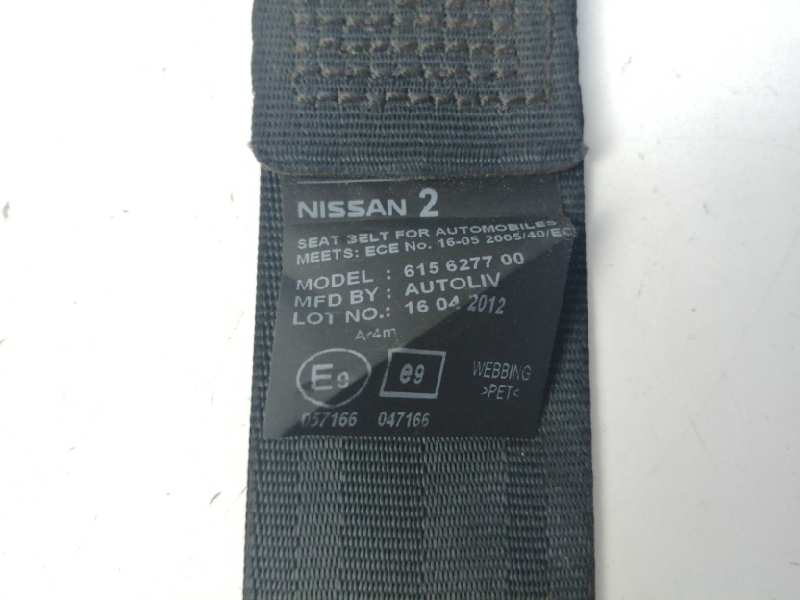 NISSAN 2
SEAT BELT FOR AUTOMOBILES
MEETS: ECE No. 16-05 2005/40/EC
MODEL : 615 6277 00
MFD BY : AUTOLIV
LOT NO.: 16 04 2012
A-4m
E9 e9 WEBBING
>PET<
057166 047166